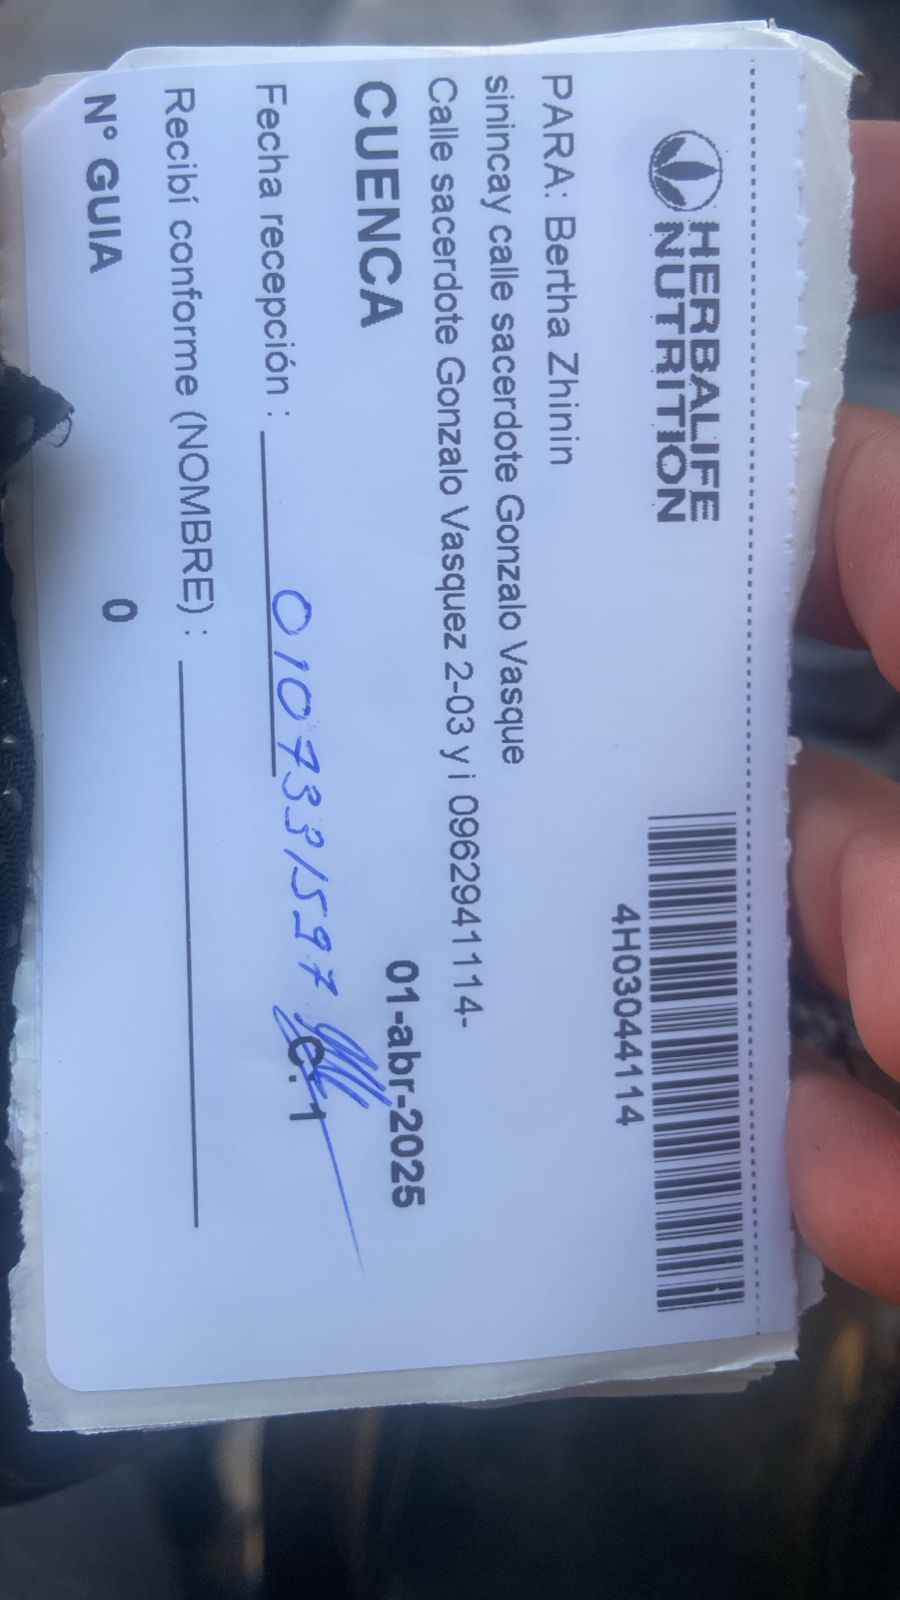 HERBALIFE
NUTRITION
4H03044114
PARA: Bertha Zhinin
sinincay calle sacerdote Gonzalo Vasque
Calle sacerdote Gonzalo Vasquez 2-03 y i 0962941114-
CUENCA
01-abr-2025
Fecha recepción :
0107331597
C. 1
Recibí conforme (NOMBRE) :
N° GUIA 0